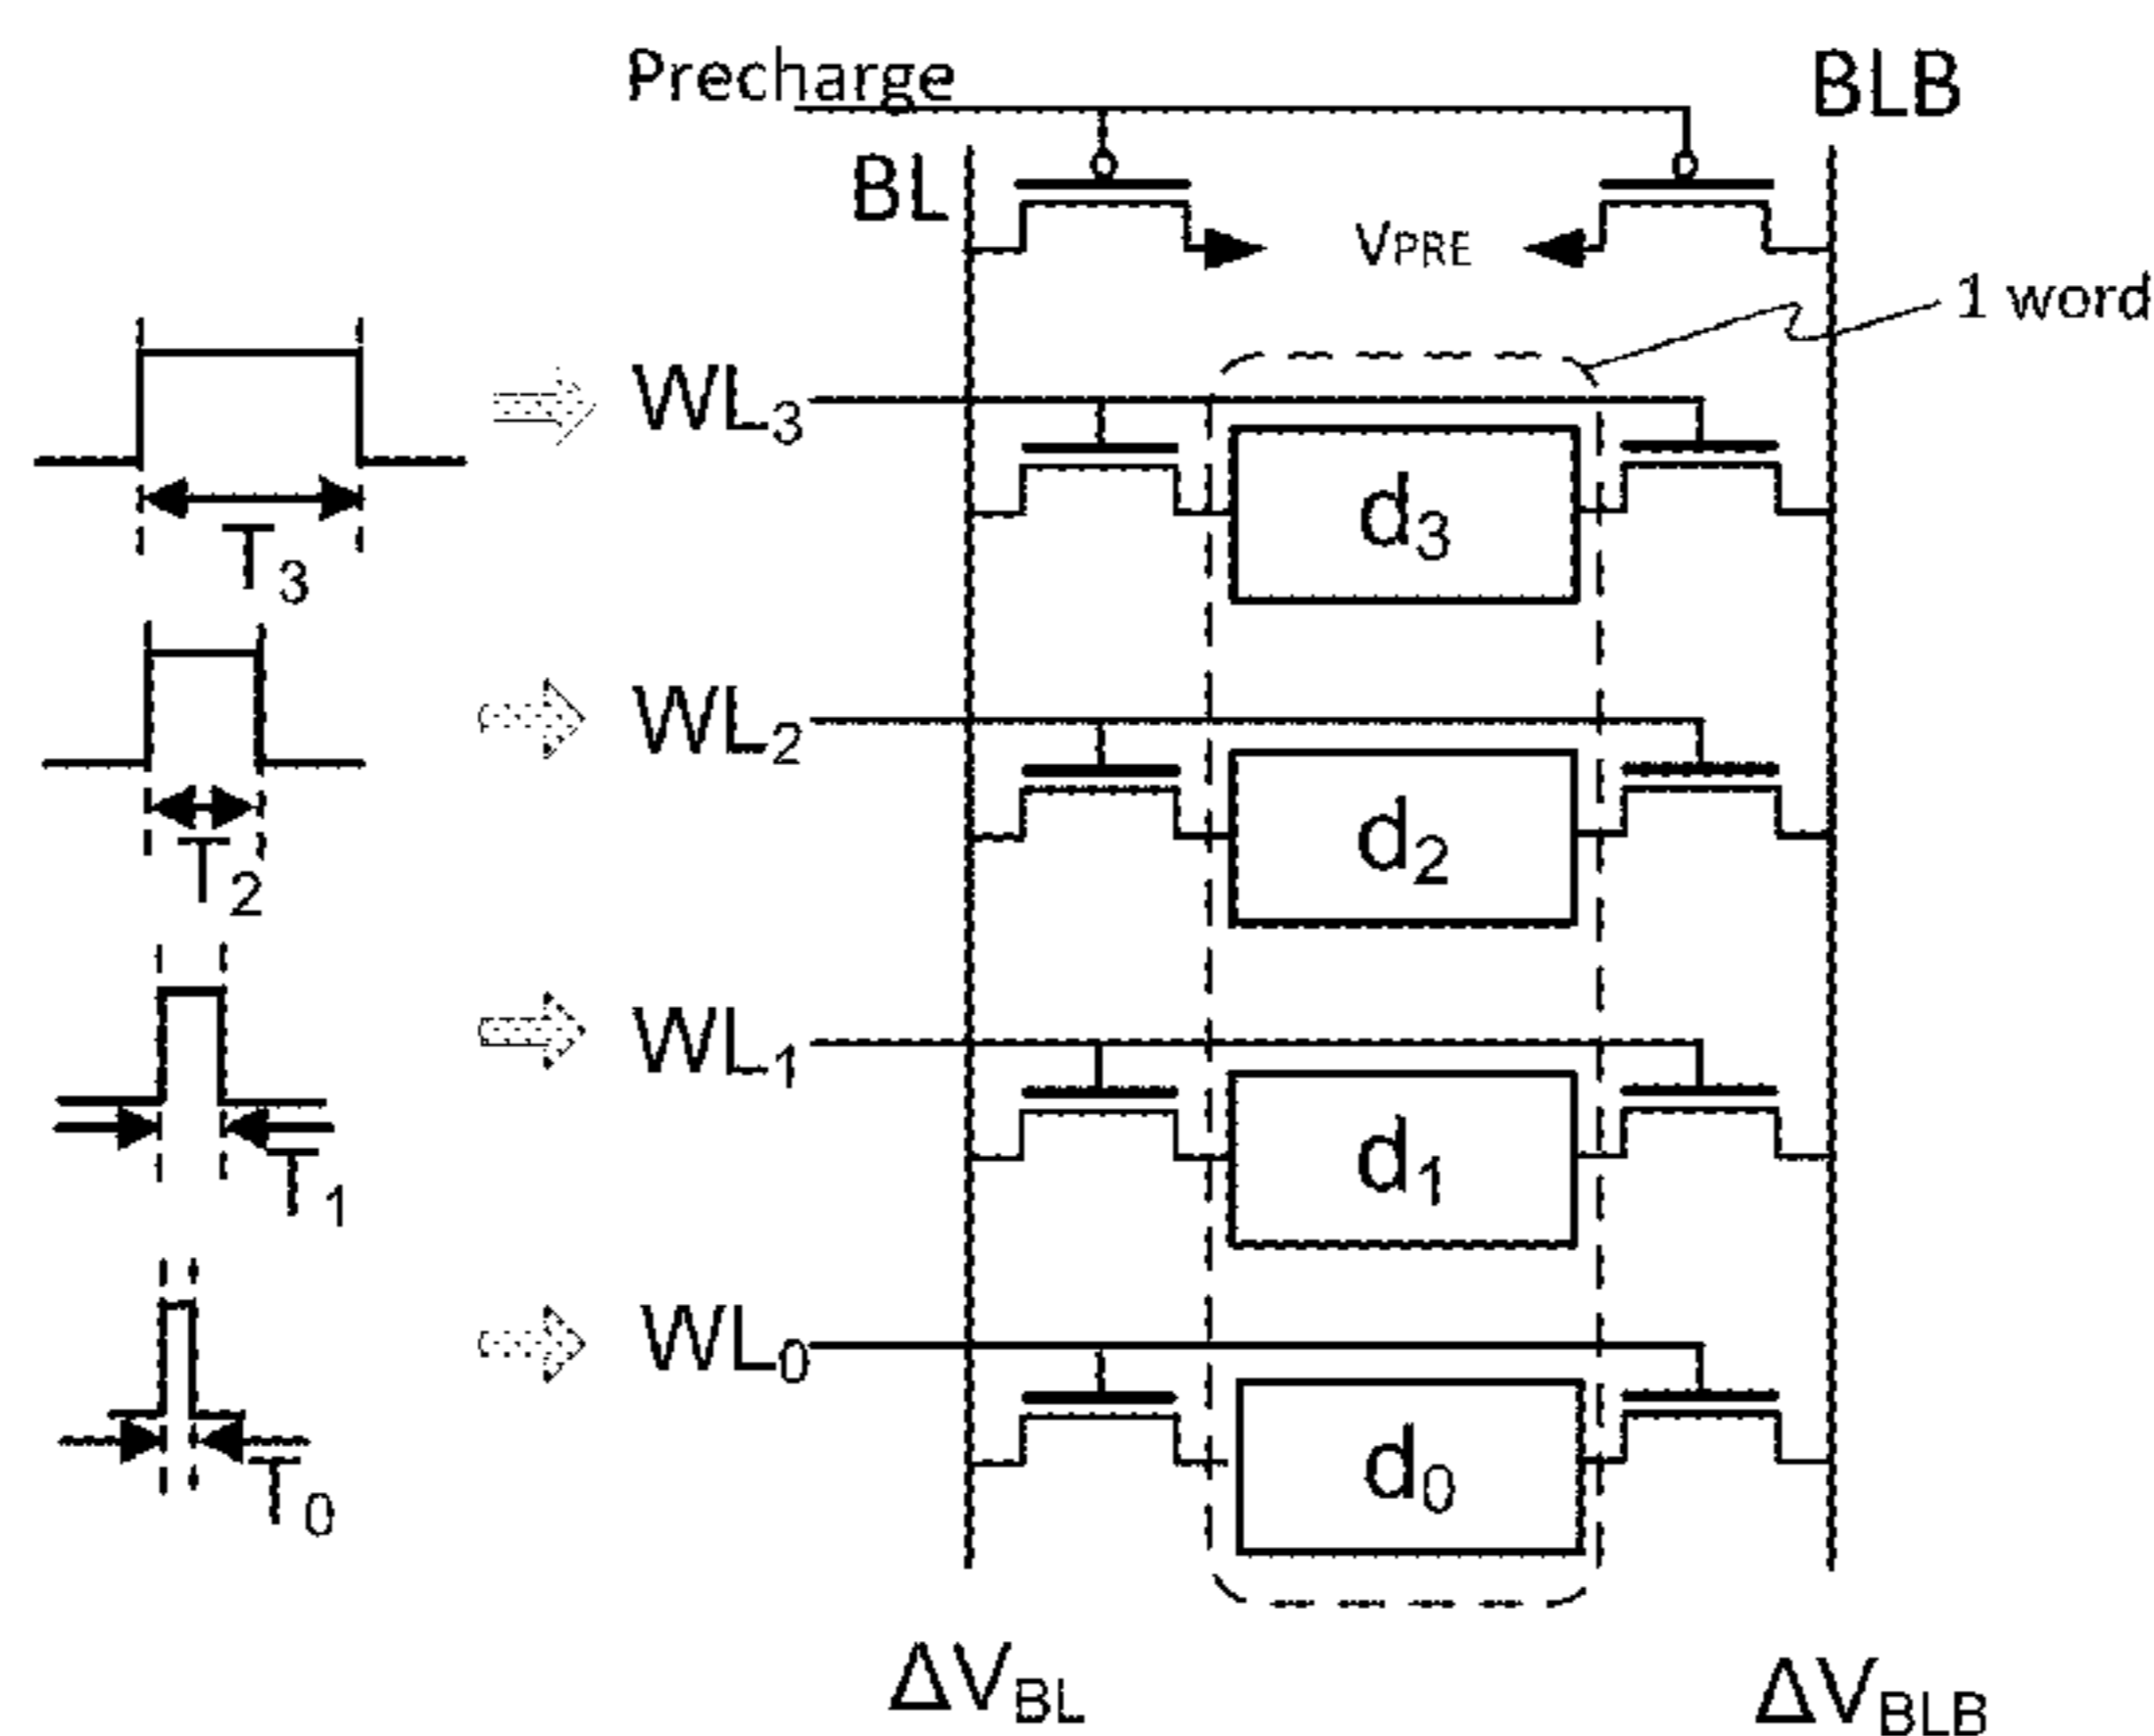 Precharge
BLB
BL
VPRE
1 word
WL3
d3
T3
WL2
d2
T2
WL1
d1
T1
WL0
d0
T0
ΔVBL
ΔVBLB